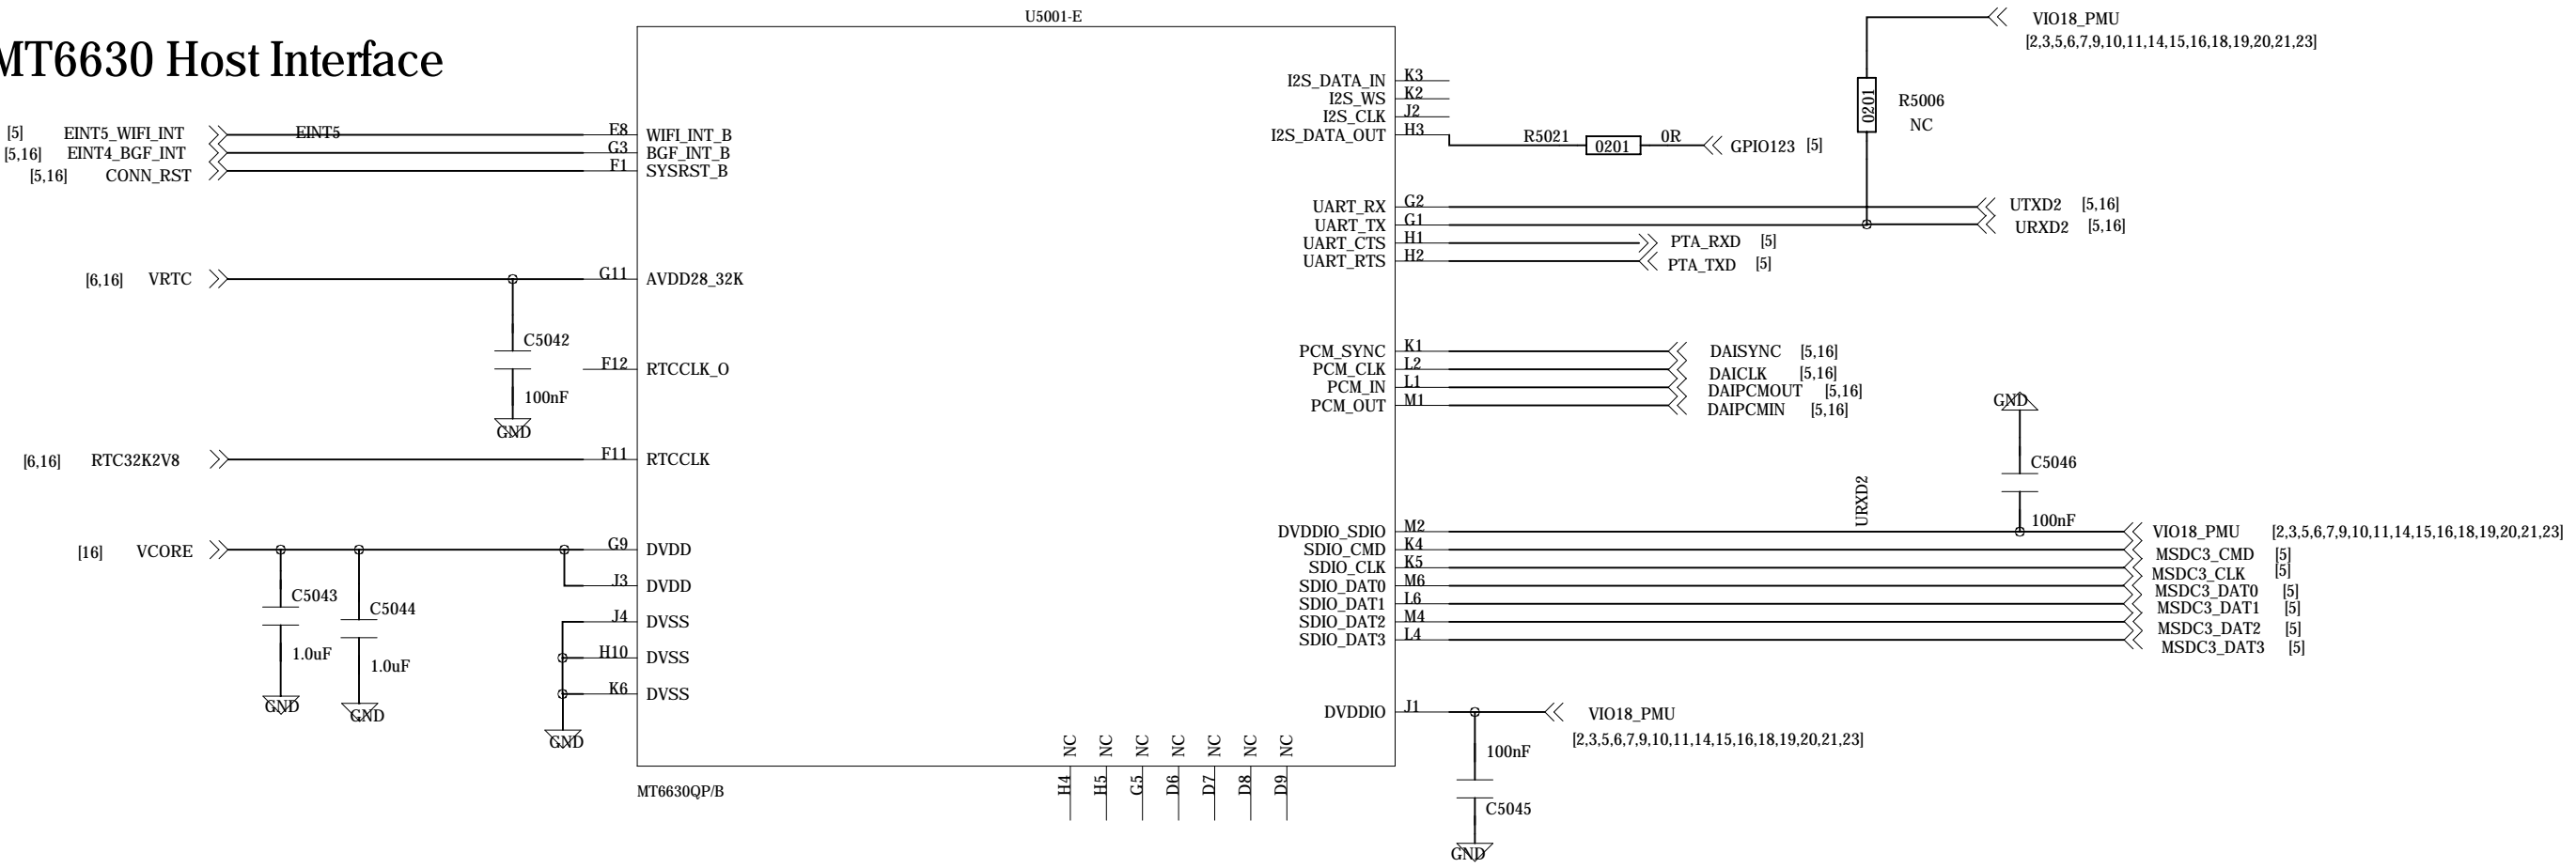 U5001-E
MT6630 Host Interface
[5] EINT5_WIFI_INT EINT5 E8 WIFI_INT_B
[5,16] EINT4_BGF_INT G3 BGF_INT_B
[5,16] CONN_RST F1 SYSRST_B
[6,16] VRTC G11 AVDD28_32K
C5042
100nF
GND
F12 RTCCLK_O
[6,16] RTC32K2V8 F11 RTCCLK
[16] VCORE G9 DVDD
J3 DVDD
C5043
1.0uF
GND
C5044
1.0uF
GND
J4 DVSS
H10 DVSS
K6 DVSS
GND
MT6630QP/B
H4 NC
H5 NC
G5 NC
D6 NC
D7 NC
D8 NC
D9 NC
I2S_DATA_IN K3
I2S_WS K2
I2S_CLK J2
I2S_DATA_OUT H3 R5021 0201 0R GPIO123 [5]
VIO18_PMU
[2,3,5,6,7,9,10,11,14,15,16,18,19,20,21,23]
0201
R5006
NC
UART_RX G2 UTXD2 [5,16]
UART_TX G1 URXD2 [5,16]
UART_CTS H1 PTA_RXD [5]
UART_RTS H2 PTA_TXD [5]
PCM_SYNC K1 DAISYNC [5,16]
PCM_CLK L2 DAICLK [5,16]
PCM_IN L1 DAIPCMOUT [5,16]
PCM_OUT M1 DAIPCMIN [5,16]
GND
C5046
100nF
URXD2
DVDDIO_SDIO M2 VIO18_PMU [2,3,5,6,7,9,10,11,14,15,16,18,19,20,21,23]
SDIO_CMD K4 MSDC3_CMD [5]
SDIO_CLK K5 MSDC3_CLK [5]
SDIO_DAT0 M6 MSDC3_DAT0 [5]
SDIO_DAT1 L6 MSDC3_DAT1 [5]
SDIO_DAT2 M4 MSDC3_DAT2 [5]
SDIO_DAT3 L4 MSDC3_DAT3 [5]
DVDDIO J1 VIO18_PMU
[2,3,5,6,7,9,10,11,14,15,16,18,19,20,21,23]
100nF
C5045
GND